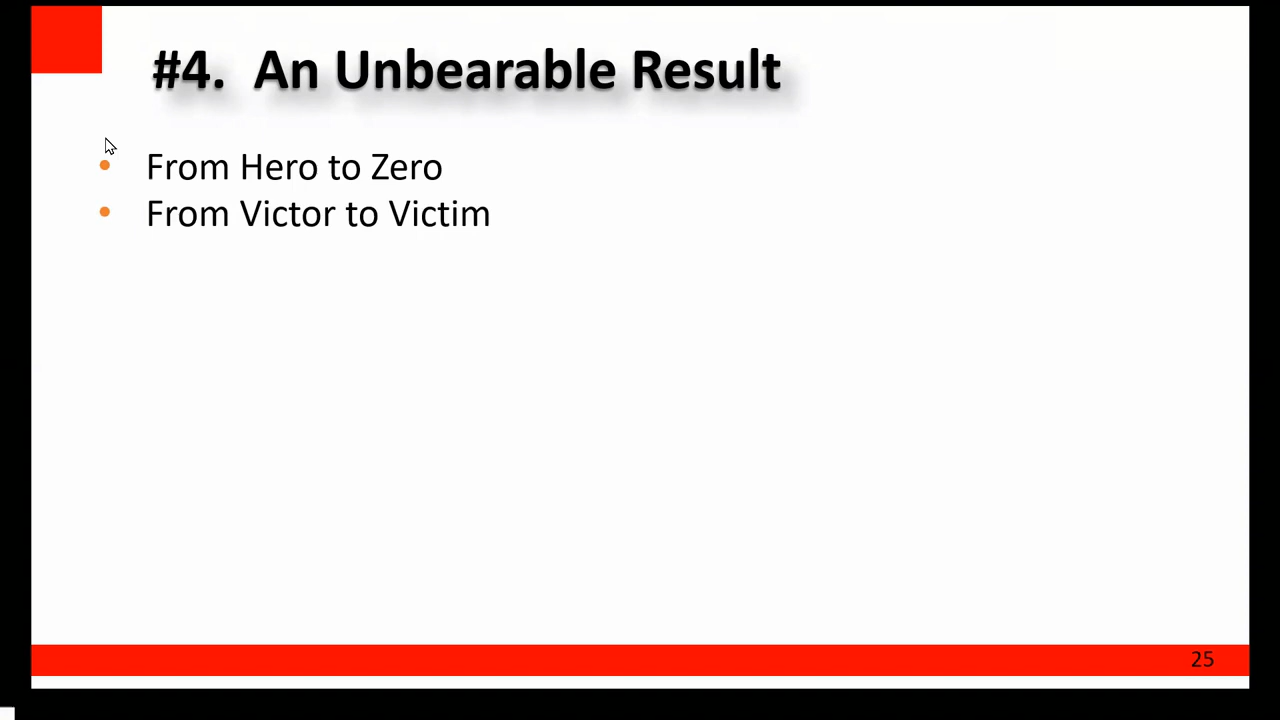 #4. An Unbearable Result
• From Hero to Zero
• From Victor to Victim
25